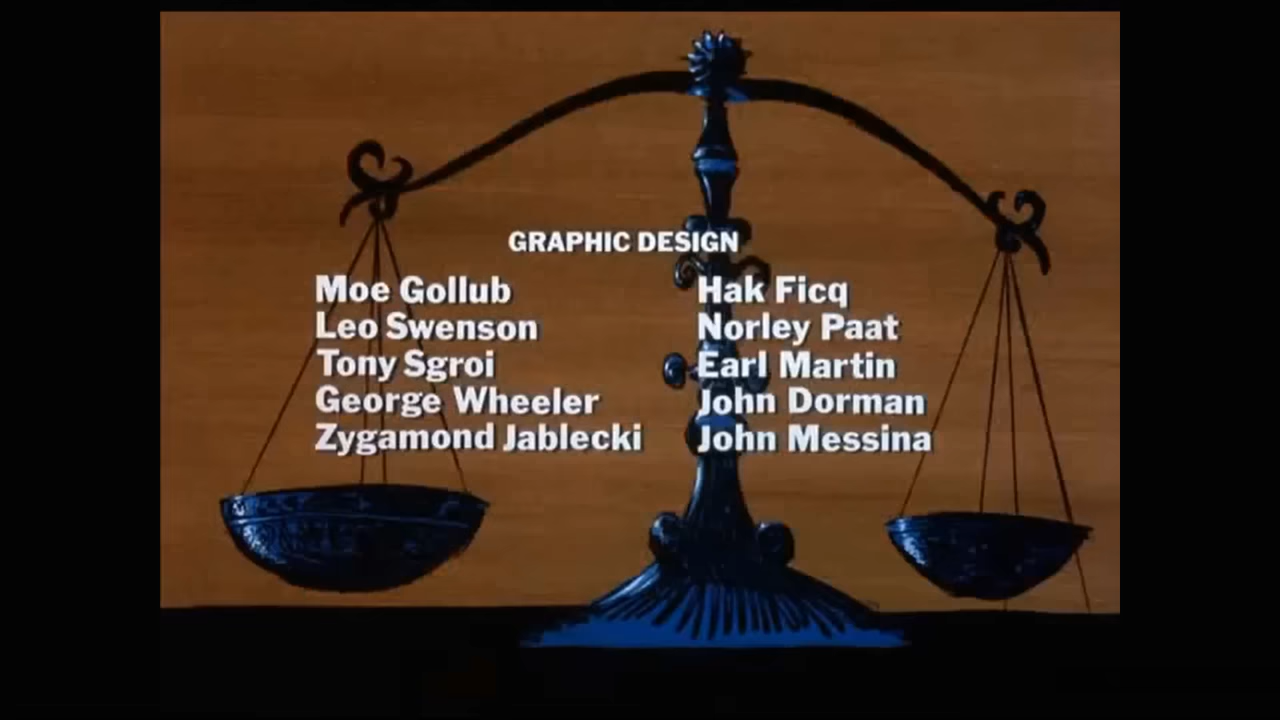 GRAPHIC DESIGN
Moe Gollub
Leo Swenson
Tony Sgroi
George Wheeler
Zygamond Jablecki
Hak Ficq
Norley Paat
Earl Martin
John Dorman
John Messina